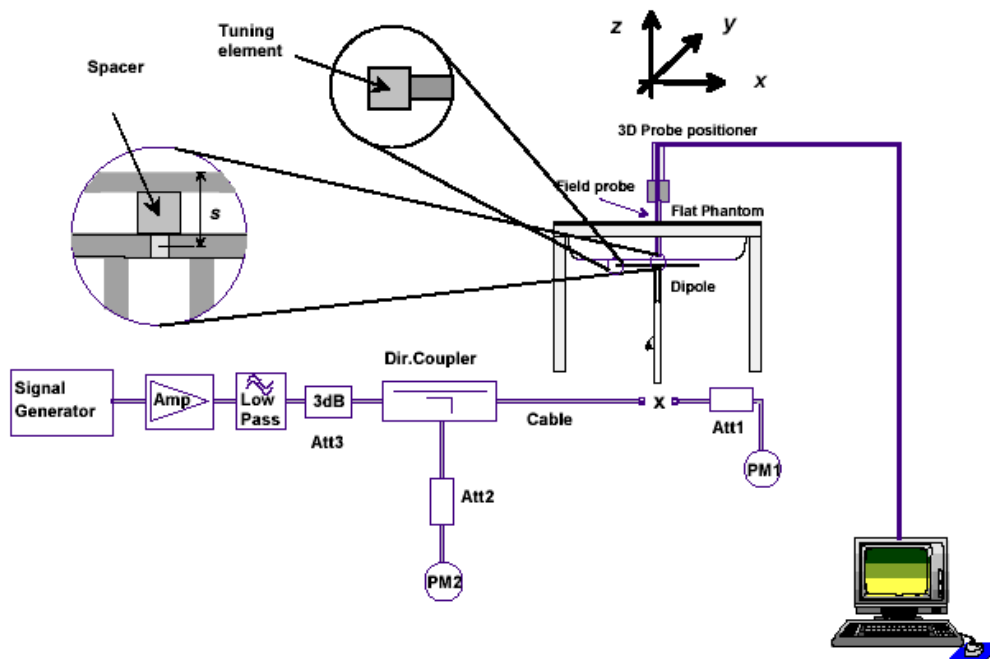 Tuning
element
Spacer
s
z
y
x
3D Probe positioner
Field probe
Flat Phantom
Dipole
Dir.Coupler
Signal
Generator
Amp
Low
Pass
3dB
Att3
Cable
x
Att1
PM1
Att2
PM2